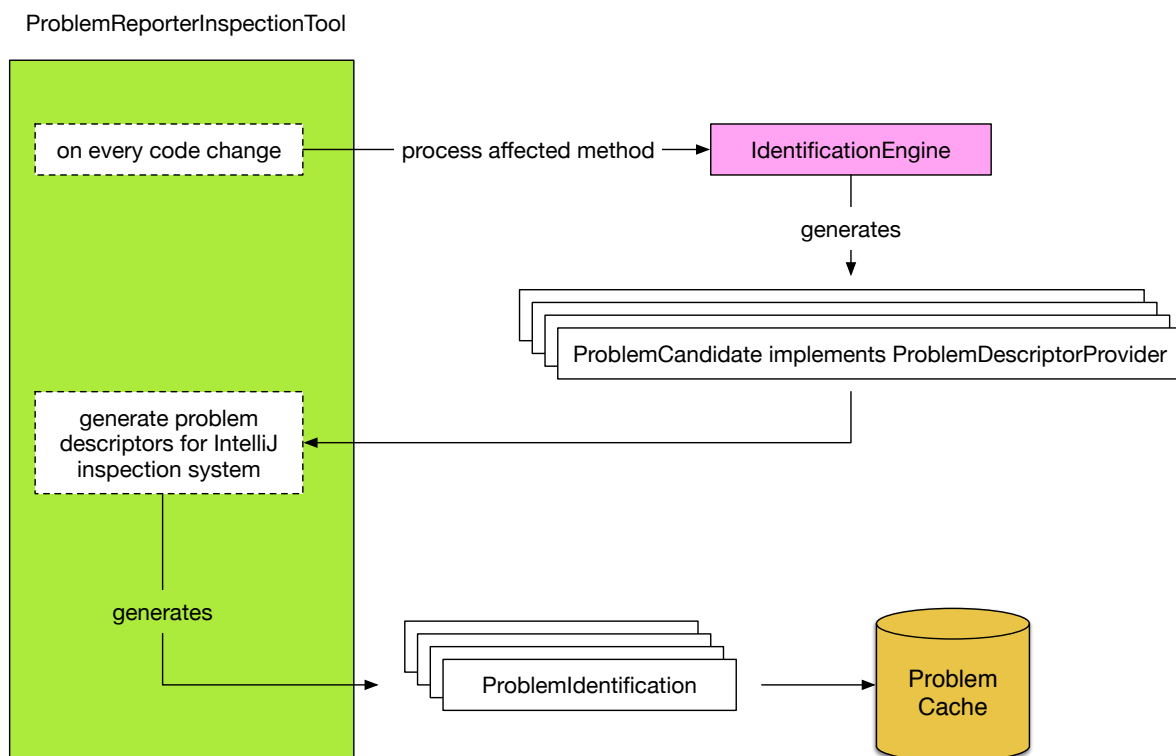 ProblemReporterInspectionTool
on every code change
process affected method
IdentificationEngine
generates
ProblemCandidate implements ProblemDescriptorProvider
generate problem
descriptors for IntelliJ
inspection system
generates
ProblemIdentification
Problem
Cache